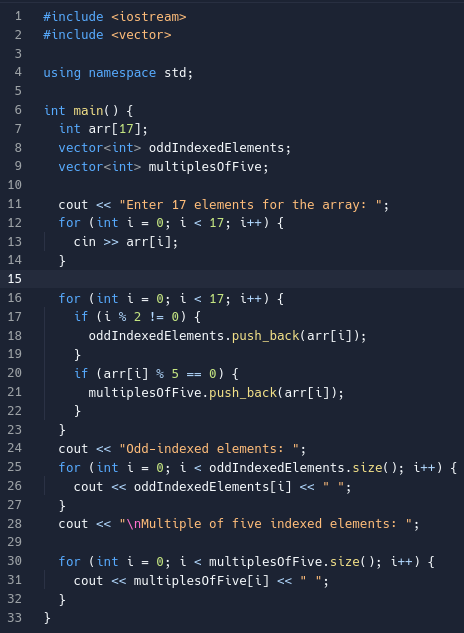 1 #include <iostream>
2 #include <vector>
3
4 using namespace std;
5
6 int main() {
7   int arr[17];
8   vector<int> oddIndexedElements;
9   vector<int> multiplesOfFive;
10
11   cout << "Enter 17 elements for the array: ";
12   for (int i = 0; i < 17; i++) {
13     cin >> arr[i];
14   }
15
16   for (int i = 0; i < 17; i++) {
17     if (i % 2 != 0) {
18       oddIndexedElements.push_back(arr[i]);
19     }
20     if (arr[i] % 5 == 0) {
21       multiplesOfFive.push_back(arr[i]);
22     }
23   }
24   cout << "Odd-indexed elements: ";
25   for (int i = 0; i < oddIndexedElements.size(); i++) {
26     cout << oddIndexedElements[i] << " ";
27   }
28   cout << "\nMultiple of five indexed elements: ";
29
30   for (int i = 0; i < multiplesOfFive.size(); i++) {
31     cout << multiplesOfFive[i] << " ";
32   }
33 }